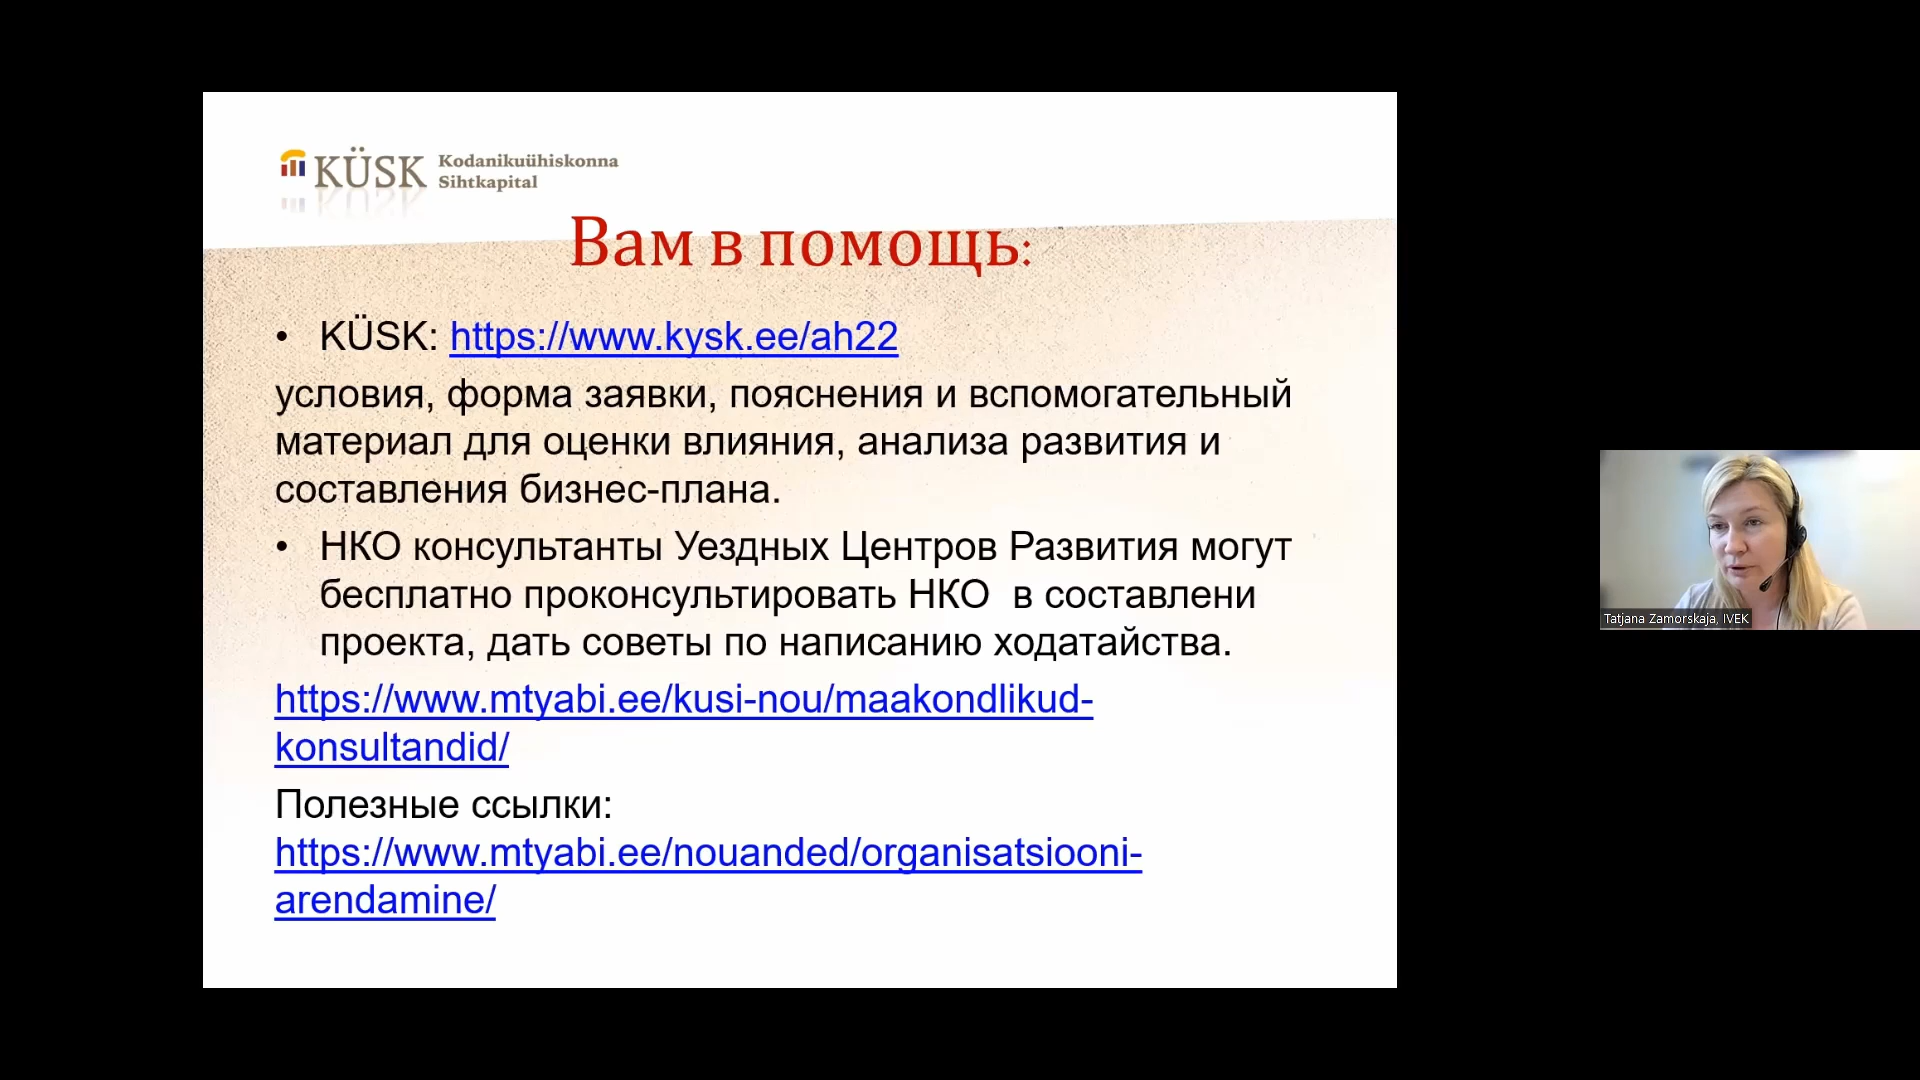 KÜSK Kodanikuühiskonna
Sihtkapital
Вам в помощь:
• KÜSK: https://www.kysk.ee/ah22
условия, форма заявки, пояснения и вспомогательный
материал для оценки влияния, анализа развития и
составления бизнес-плана.
• НКО консультанты Уездных Центров Развития могут
бесплатно проконсультировать НКО  в составлени
проекта, дать советы по написанию ходатайства.
https://www.mtyabi.ee/kusi-nou/maakondlikud-
konsultandid/
Полезные ссылки:
https://www.mtyabi.ee/nouanded/organisatsiooni-
arendamine/
Tatjana Zamorskaja, IVEK